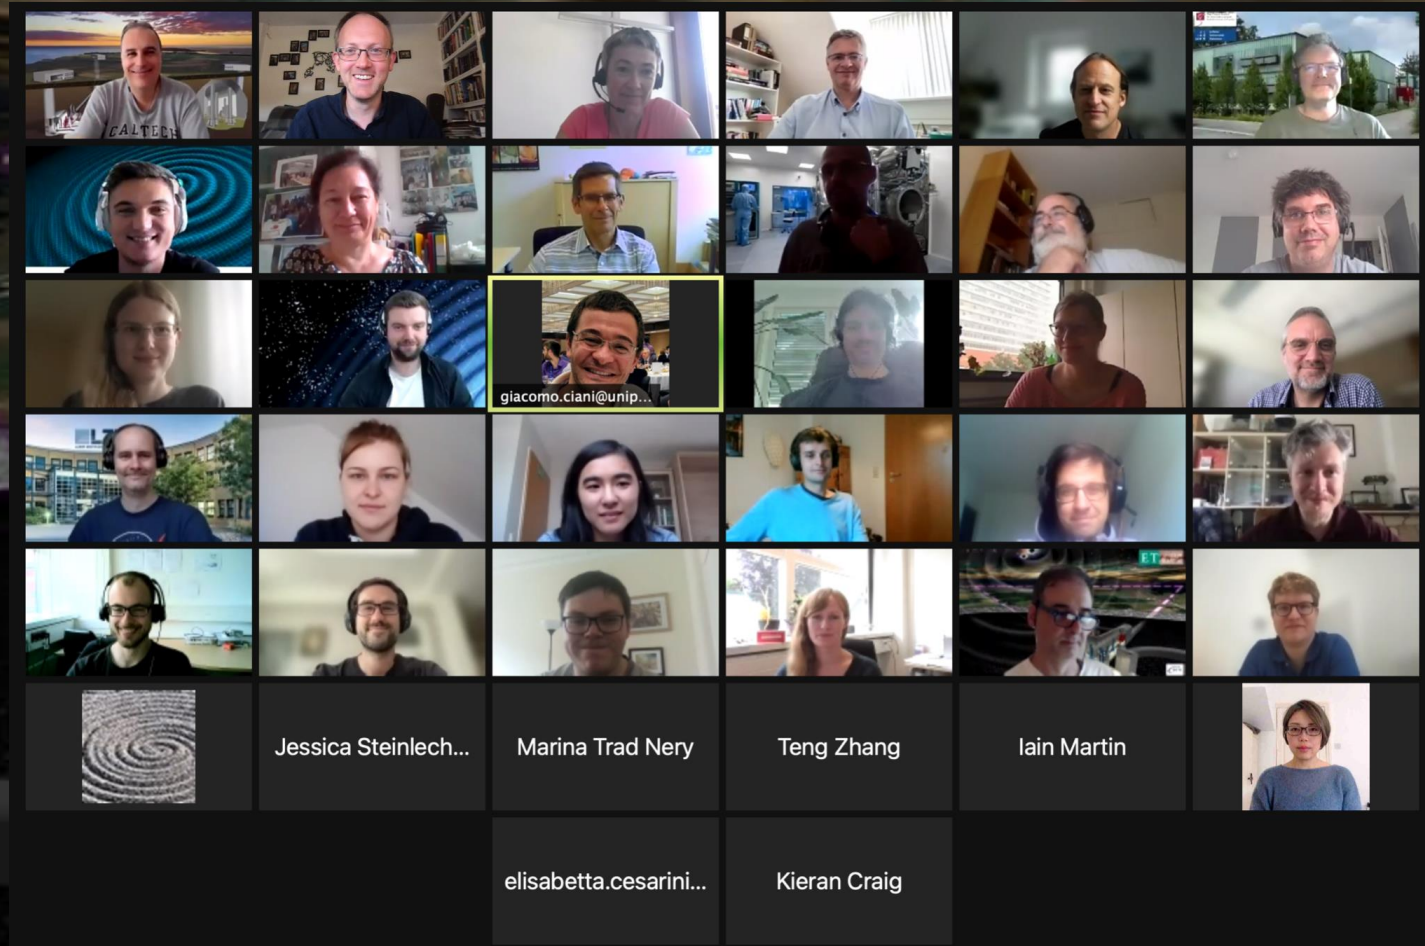 CALTECH
giacomo.ciani@unip...
ET
Jessica Steinlech...
Marina Trad Nery
Teng Zhang
Iain Martin
elisabetta.cesarini...
Kieran Craig